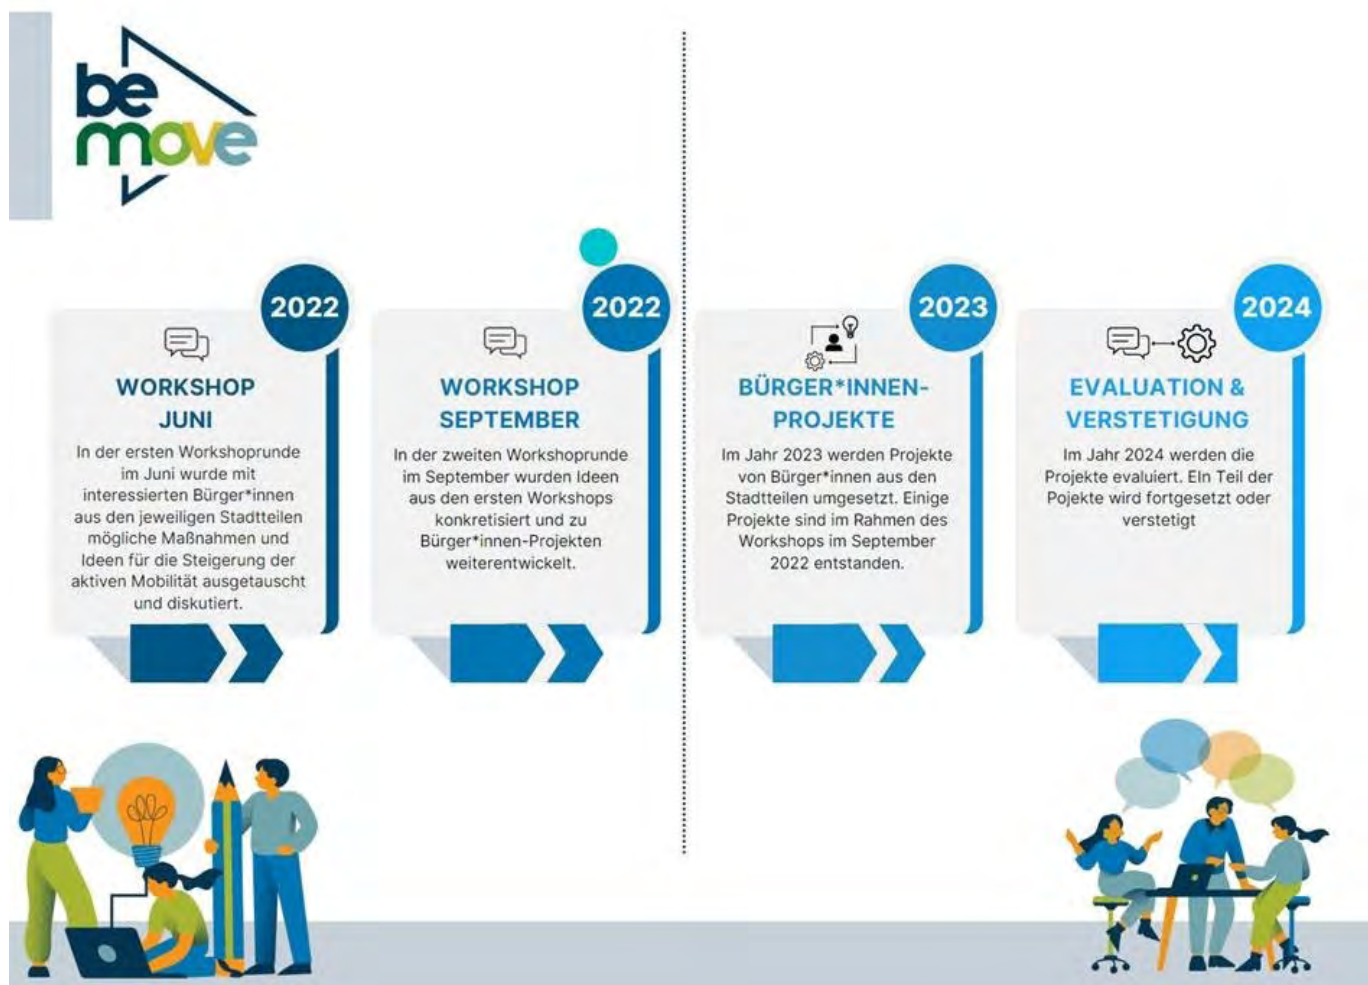 be
move
2022
WORKSHOP
JUNI
In der ersten Workshoprunde
im Juni wurde mit
interessierten Bürger*innen
aus den jeweiligen Stadtteilen
mögliche Maßnahmen und
Ideen für die Steigerung der
aktiven Mobilität ausgetauscht
und diskutiert.
2022
WORKSHOP
SEPTEMBER
In der zweiten Workshoprunde
im September wurden Ideen
aus den ersten Workshops
konkretisiert und zu
Bürger*innen-Projekten
weiterentwickelt.
2023
BÜRGER*INNEN-
PROJEKTE
Im Jahr 2023 werden Projekte
von Bürger*innen aus den
Stadtteilen umgesetzt. Einige
Projekte sind im Rahmen des
Workshops im September
2022 entstanden.
2024
EVALUATION &
VERSTETIGUNG
Im Jahr 2024 werden die
Projekte evaluiert. EIn Teil der
Pojekte wird fortgesetzt oder
verstetigt